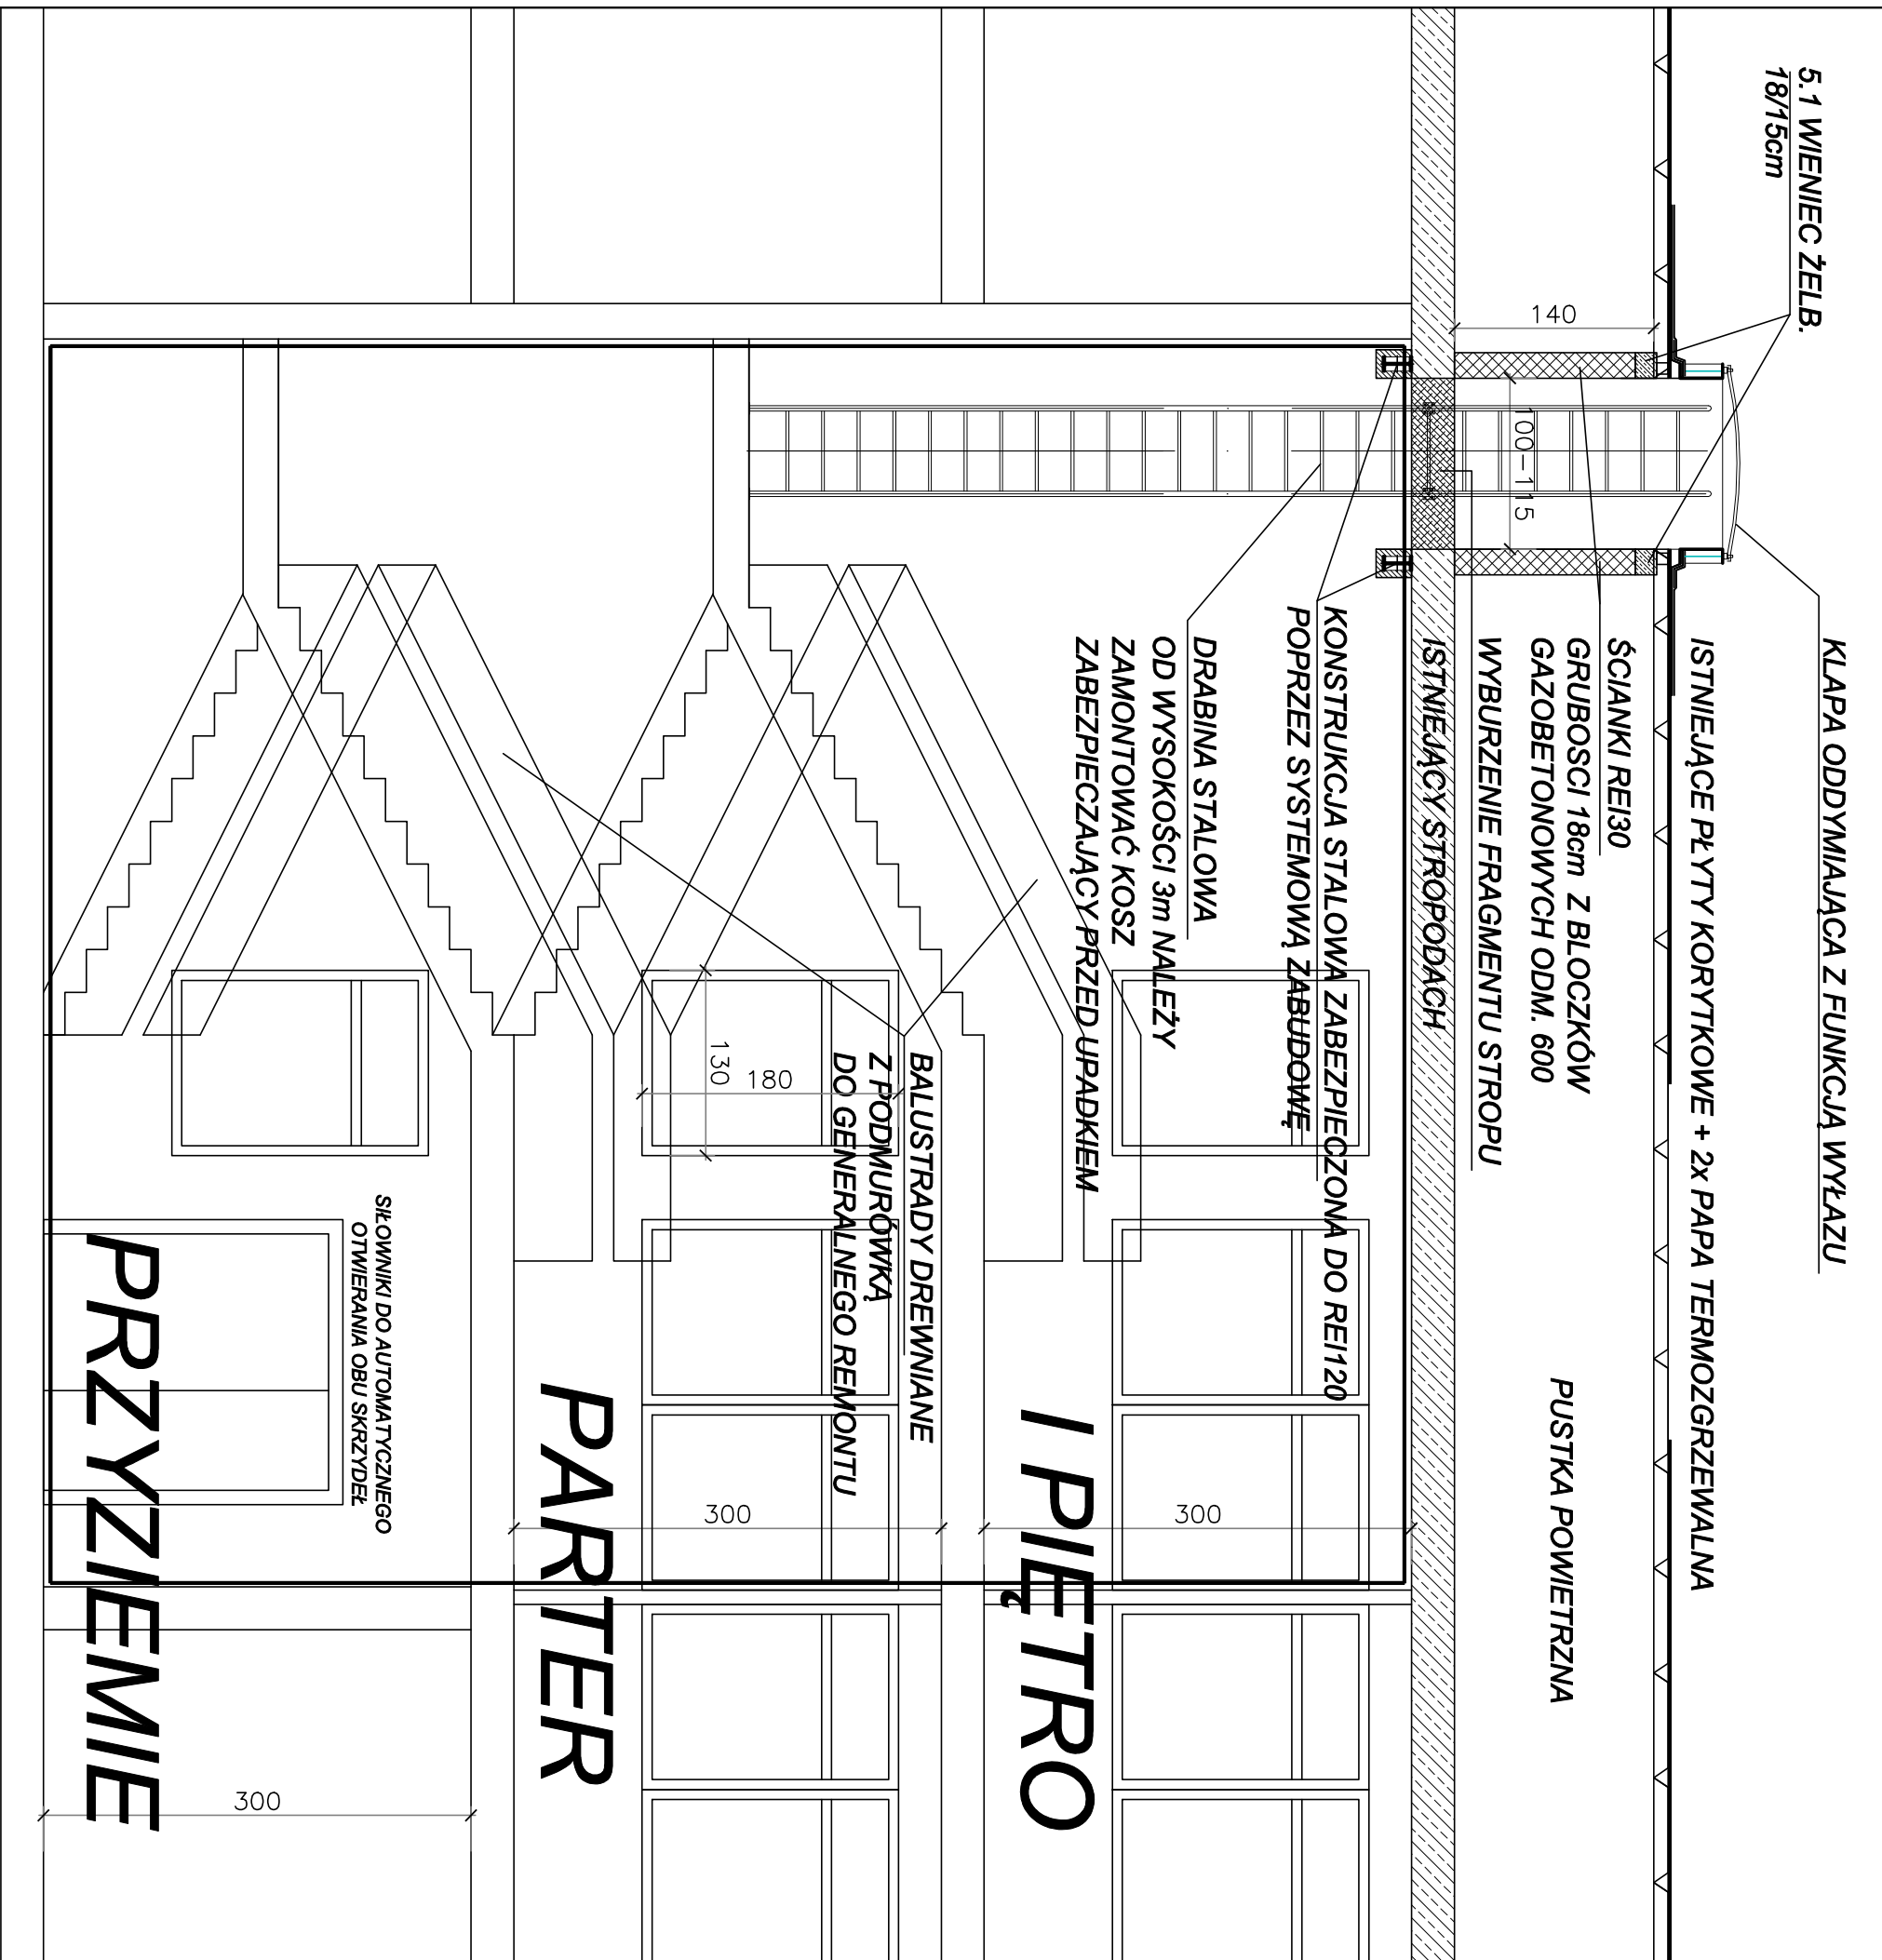 5.1 WIENIEC ŻELB.
18/15cm
KLAPA ODDYMIAJĄCA Z FUNKCJĄ WYŁAZU
ISTNIEJĄCE PŁYTY KORYTKOWE + 2x PAPA TERMOZGRZEWALNA
140
ŚCIANKI REI30
GRUBOSCI 18cm Z BLOCZKÓW
GAZOBETONOWYCH ODM. 600
PUSTKA POWIETRZNA
100-115
WYBURZENIE FRAGMENTU STROPU
ISTNIEJĄCY STROPODACH
KONSTRUKCJA STALOWA ZABEZPIECZONA DO REI120
POPRZEZ SYSTEMOWĄ ZABUDOWĘ
DRABINA STALOWA
OD WYSOKOŚCI 3m NALEŻY
ZAMONTOWAĆ KOSZ
ZABEZPIECZAJĄCY PRZED UPADKIEM
300
I PIĘTRO
BALUSTRADY DREWNIANE
Z PODMURÓWKĄ
DO GENERALNEGO REMONTU
180
130
300
PARTER
SIŁOWNIKI DO AUTOMATYCZNEGO
OTWIERANIA OBU SKRZYDEŁ
300
PRZYZIEMIE